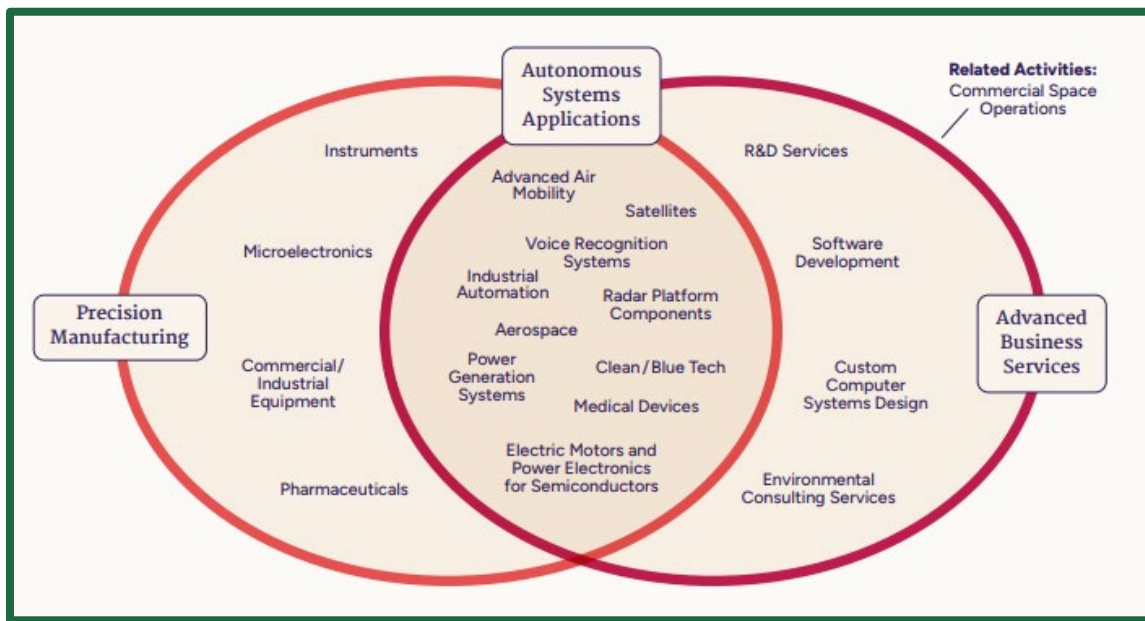 Autonomous
Systems
Applications
Related Activities:
Commercial Space
Operations
Instruments
R&D Services
Advanced Air
Mobility
Satellites
Microelectronics
Voice Recognition
Systems
Software
Development
Industrial
Automation
Radar Platform
Components
Precision
Manufacturing
Aerospace
Advanced
Business
Services
Commercial/
Industrial
Equipment
Power
Generation
Systems
Clean/Blue Tech
Custom
Computer
Systems Design
Medical Devices
Electric Motors and
Power Electronics
for Semiconductors
Pharmaceuticals
Environmental
Consulting Services